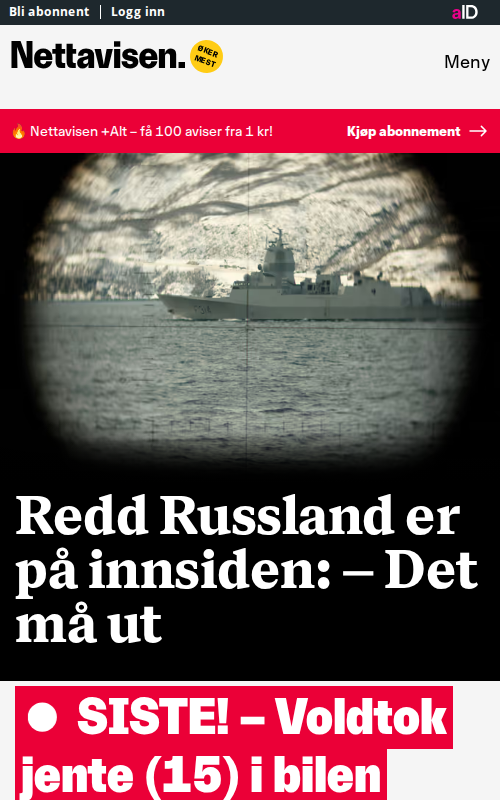 Bli abonnent | Logg inn
aID
Nettavisen.
ØKER
MEST
Meny
🔥 Nettavisen +Alt – få 100 aviser fra 1 kr!
Kjøp abonnement →
Redd Russland er
på innsiden: – Det
må ut
● SISTE! – Voldtok
jente (15) i bilen